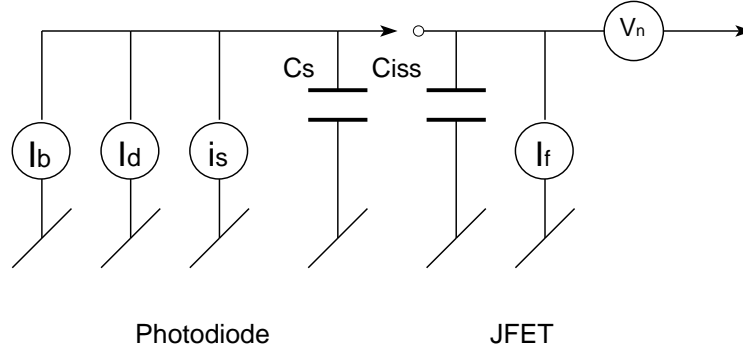 Vn
Cs
Ciss
Ib
Id
is
If
Photodiode
JFET